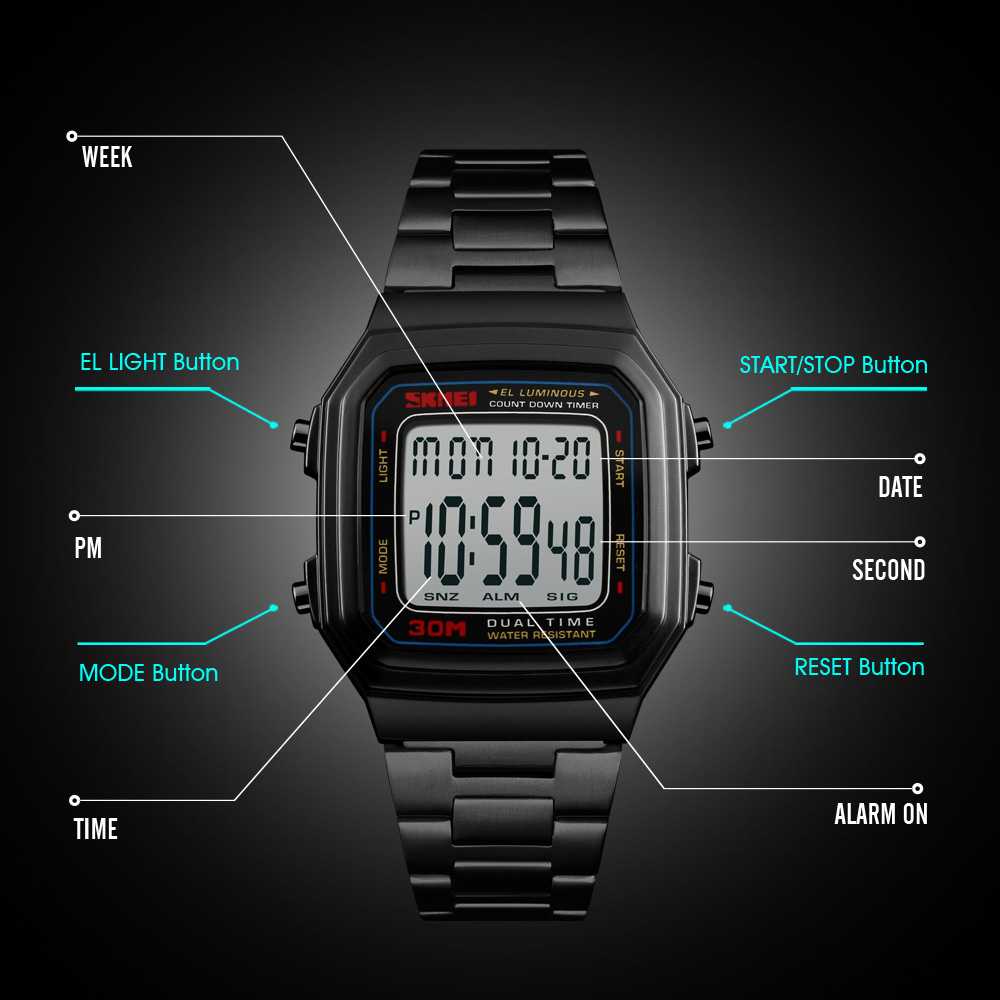 WEEK
EL LIGHT Button
START/STOP Button
SKMEI
EL LUMINOUS
COUNT DOWN TIMER
LIGHT
MON 10-20
START
DATE
P 10:59 48
PM
MODE
RESET
SECOND
SNZ ALM SIG
30M
DUAL TIME
WATER RESISTANT
MODE Button
RESET Button
TIME
ALARM ON